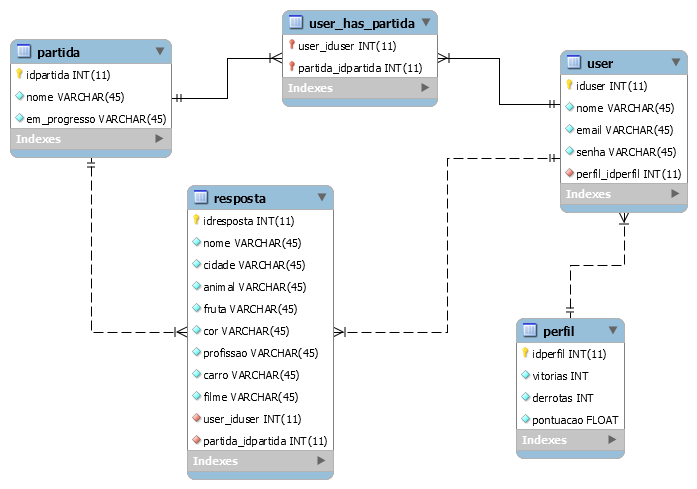 partida
idpartida INT(11)
nome VARCHAR(45)
em_progresso VARCHAR(45)
Indexes
user_has_partida
user_iduser INT(11)
partida_idpartida INT(11)
Indexes
user
iduser INT(11)
nome VARCHAR(45)
email VARCHAR(45)
senha VARCHAR(45)
perfil_idperfil INT(11)
Indexes
resposta
idresposta INT(11)
nome VARCHAR(45)
cidade VARCHAR(45)
animal VARCHAR(45)
fruta VARCHAR(45)
cor VARCHAR(45)
profissao VARCHAR(45)
carro VARCHAR(45)
filme VARCHAR(45)
user_iduser INT(11)
partida_idpartida INT(11)
Indexes
perfil
idperfil INT(11)
vitorias INT
derrotas INT
pontuacao FLOAT
Indexes